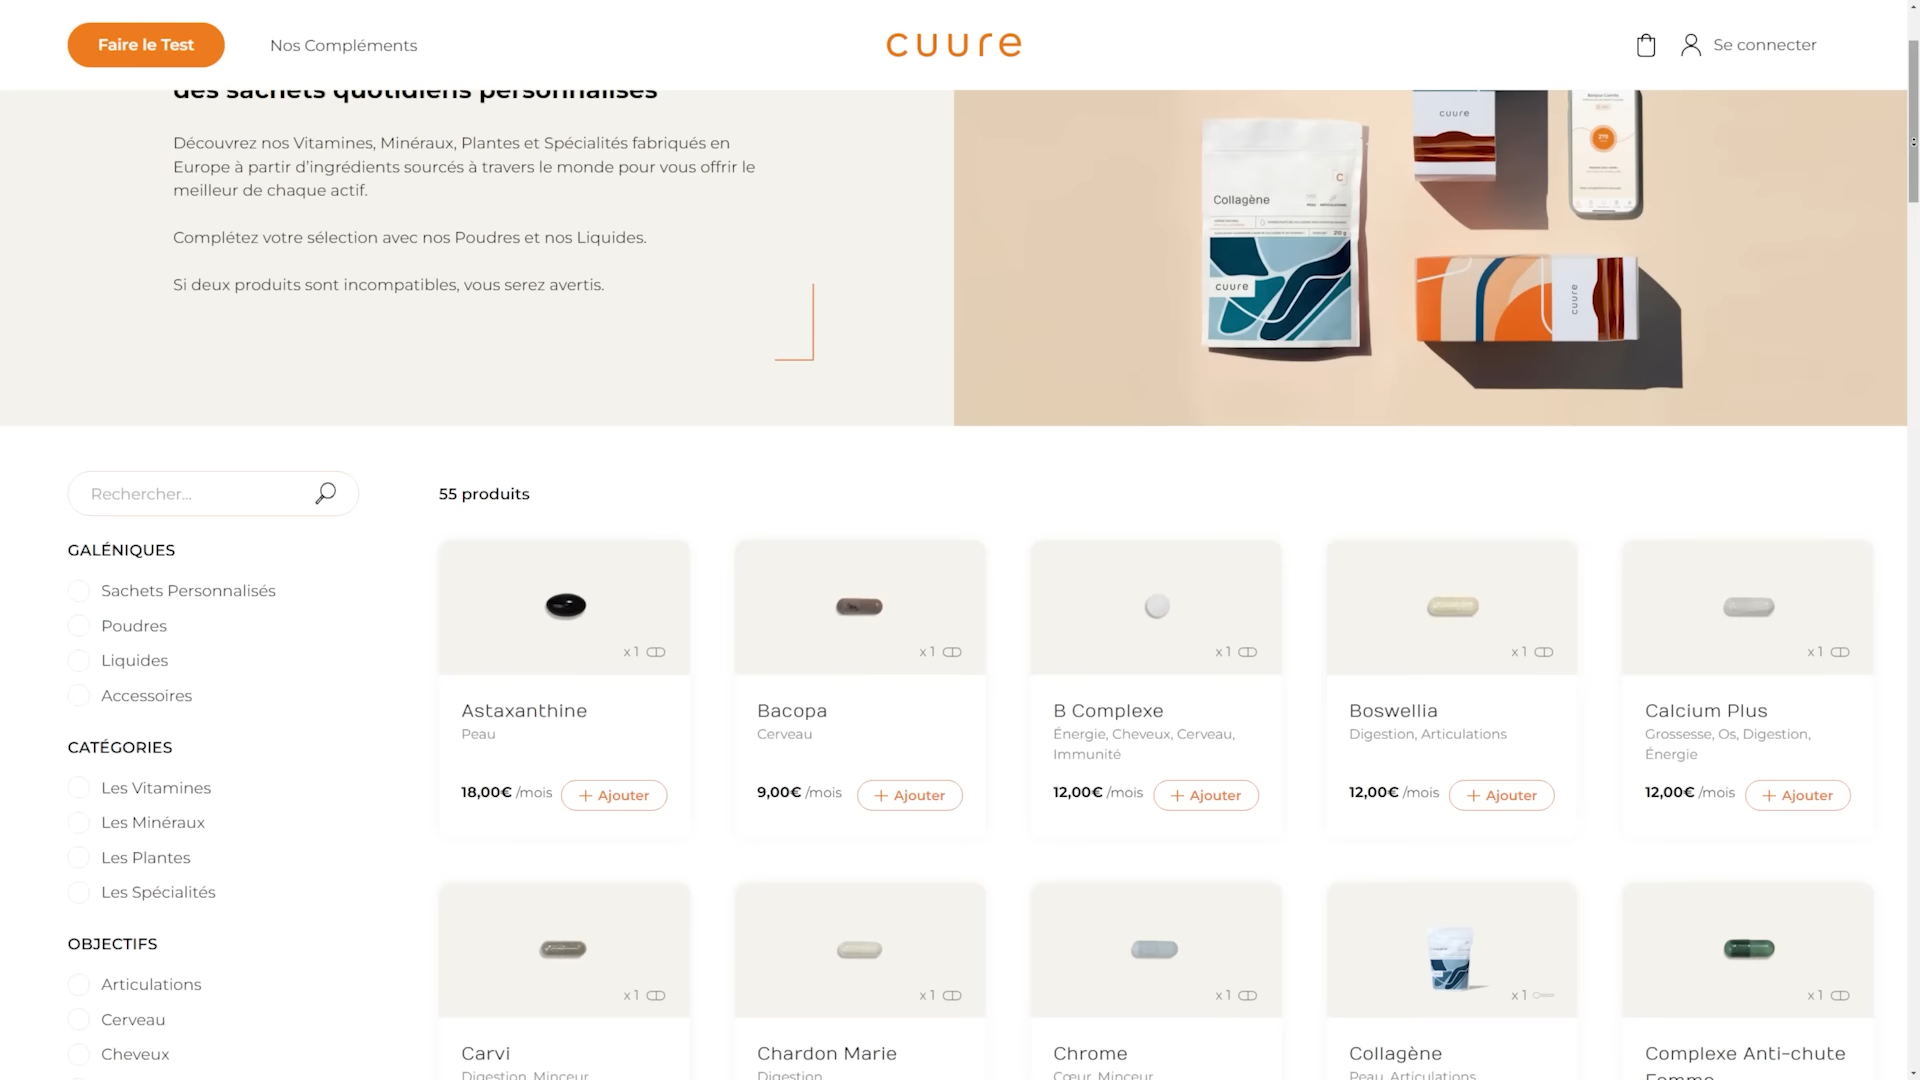 Faire le Test
Nos Compléments
cuure
Se connecter
des sachets quotidiens personnalisés
Découvrez nos Vitamines, Minéraux, Plantes et Spécialités fabriqués en
Europe à partir d'ingrédients sourcés à travers le monde pour vous offrir le
meilleur de chaque actif.
Complétez votre sélection avec nos Poudres et nos Liquides.
Si deux produits sont incompatibles, vous serez avertis.
cuure
C
Collagène
210 g
cuure
cuure
Rechercher...
55 produits
GALÉNIQUES
Sachets Personnalisés
Poudres
Liquides
Accessoires
CATÉGORIES
Les Vitamines
Les Minéraux
Les Plantes
Les Spécialités
OBJECTIFS
Articulations
Cerveau
Cheveux
x 1
Astaxanthine
Peau
18,00€ /mois
+ Ajouter
x 1
Bacopa
Cerveau
9,00€ /mois
+ Ajouter
x 1
B Complexe
Énergie, Cheveux, Cerveau,
Immunité
12,00€ /mois
+ Ajouter
x 1
Boswellia
Digestion, Articulations
12,00€ /mois
+ Ajouter
x 1
Calcium Plus
Grossesse, Os, Digestion,
Énergie
12,00€ /mois
+ Ajouter
x 1
Carvi
Digestion, Minceur
x 1
Chardon Marie
Digestion
x 1
Chrome
Cœur, Minceur
x 1
Collagène
Peau, Articulations
x 1
Complexe Anti-chute
Femme